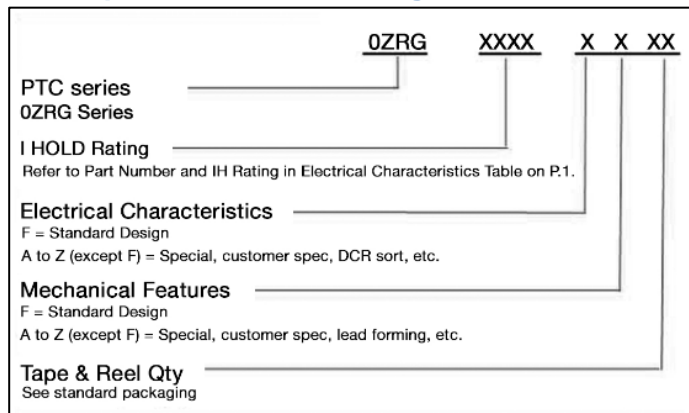 0ZRG XXXX X X XX
PTC series
0ZRG Series
I HOLD Rating
Refer to Part Number and IH Rating in Electrical Characteristics Table on P.1.
Electrical Characteristics
F = Standard Design
A to Z (except F) = Special, customer spec, DCR sort, etc.
Mechanical Features
F = Standard Design
A to Z (except F) = Special, customer spec, lead forming, etc.
Tape & Reel Qty
See standard packaging